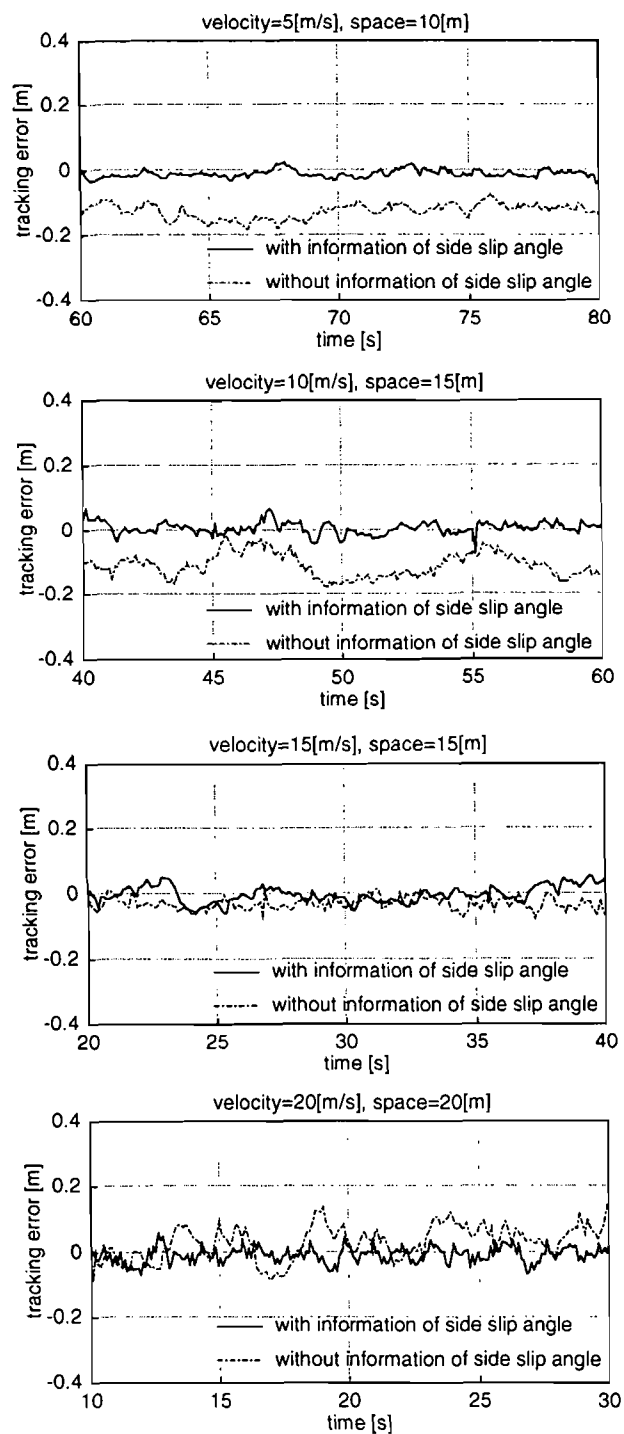 velocity=5[m/s], space=10[m]
0.4
0.2
0
-0.2
-0.4
tracking error [m]
with information of side slip angle
without information of side slip angle
60 65 70 75 80
time [s]
velocity=10[m/s], space=15[m]
0.4
0.2
0
-0.2
-0.4
tracking error [m]
with information of side slip angle
without information of side slip angle
40 45 50 55 60
time [s]
velocity=15[m/s], space=15[m]
0.4
0.2
0
-0.2
-0.4
tracking error [m]
with information of side slip angle
without information of side slip angle
20 25 30 35 40
time [s]
velocity=20[m/s], space=20[m]
0.4
0.2
0
-0.2
-0.4
tracking error [m]
with information of side slip angle
without information of side slip angle
10 15 20 25 30
time [s]